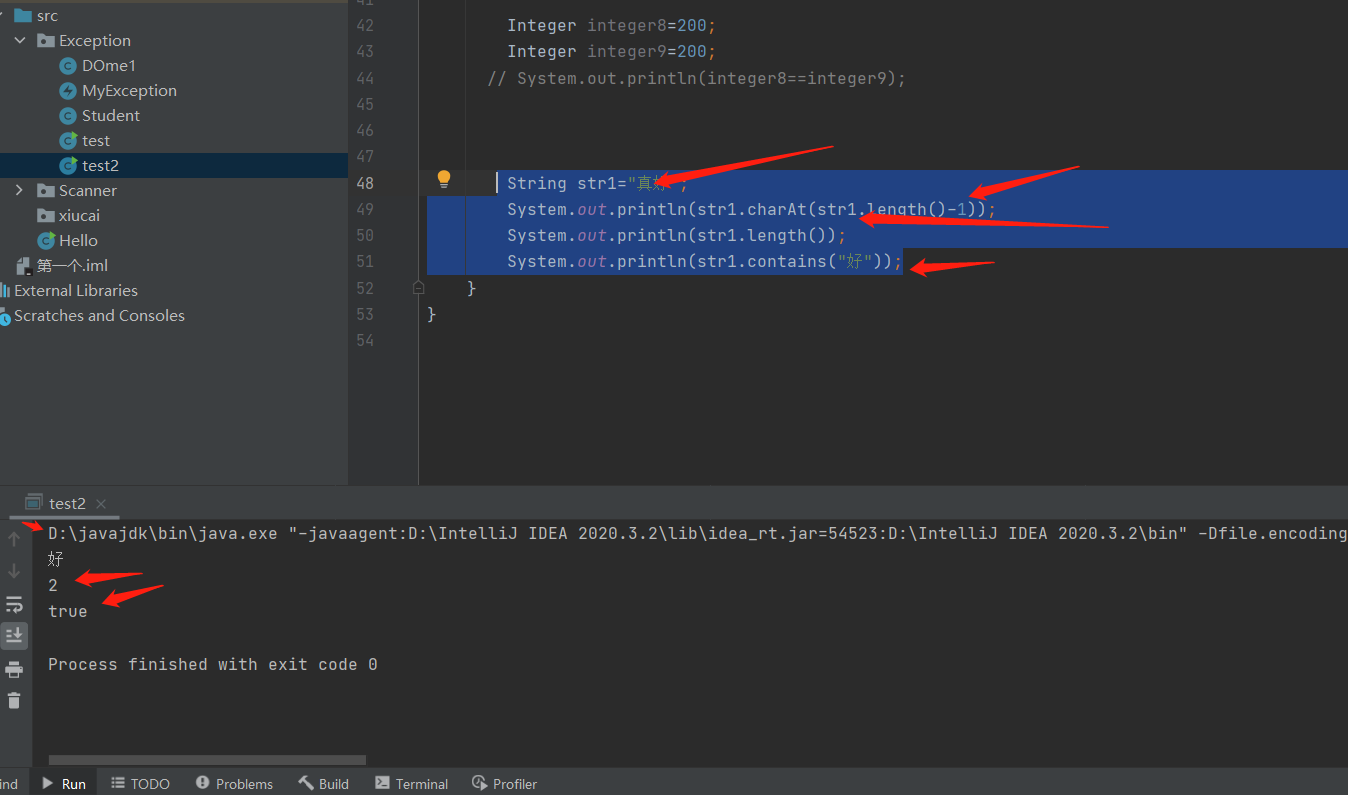 src
Exception
DOme1
MyException
Student
test
test2
Scanner
xiucai
Hello
第一个.iml
External Libraries
Scratches and Consoles
41
42 Integer integer8=200;
43 Integer integer9=200;
44 // System.out.println(integer8==integer9);
45
46
47
48 String str1="真好";
49 System.out.println(str1.charAt(str1.length()-1));
50 System.out.println(str1.length());
51 System.out.println(str1.contains("好"));
52 }
53 }
54
test2
D:\javajdk\bin\java.exe "-javaagent:D:\IntelliJ IDEA 2020.3.2\lib\idea_rt.jar=54523:D:\IntelliJ IDEA 2020.3.2\bin" -Dfile.encoding
好
2
true
Process finished with exit code 0
ind Run TODO Problems Build Terminal Profiler